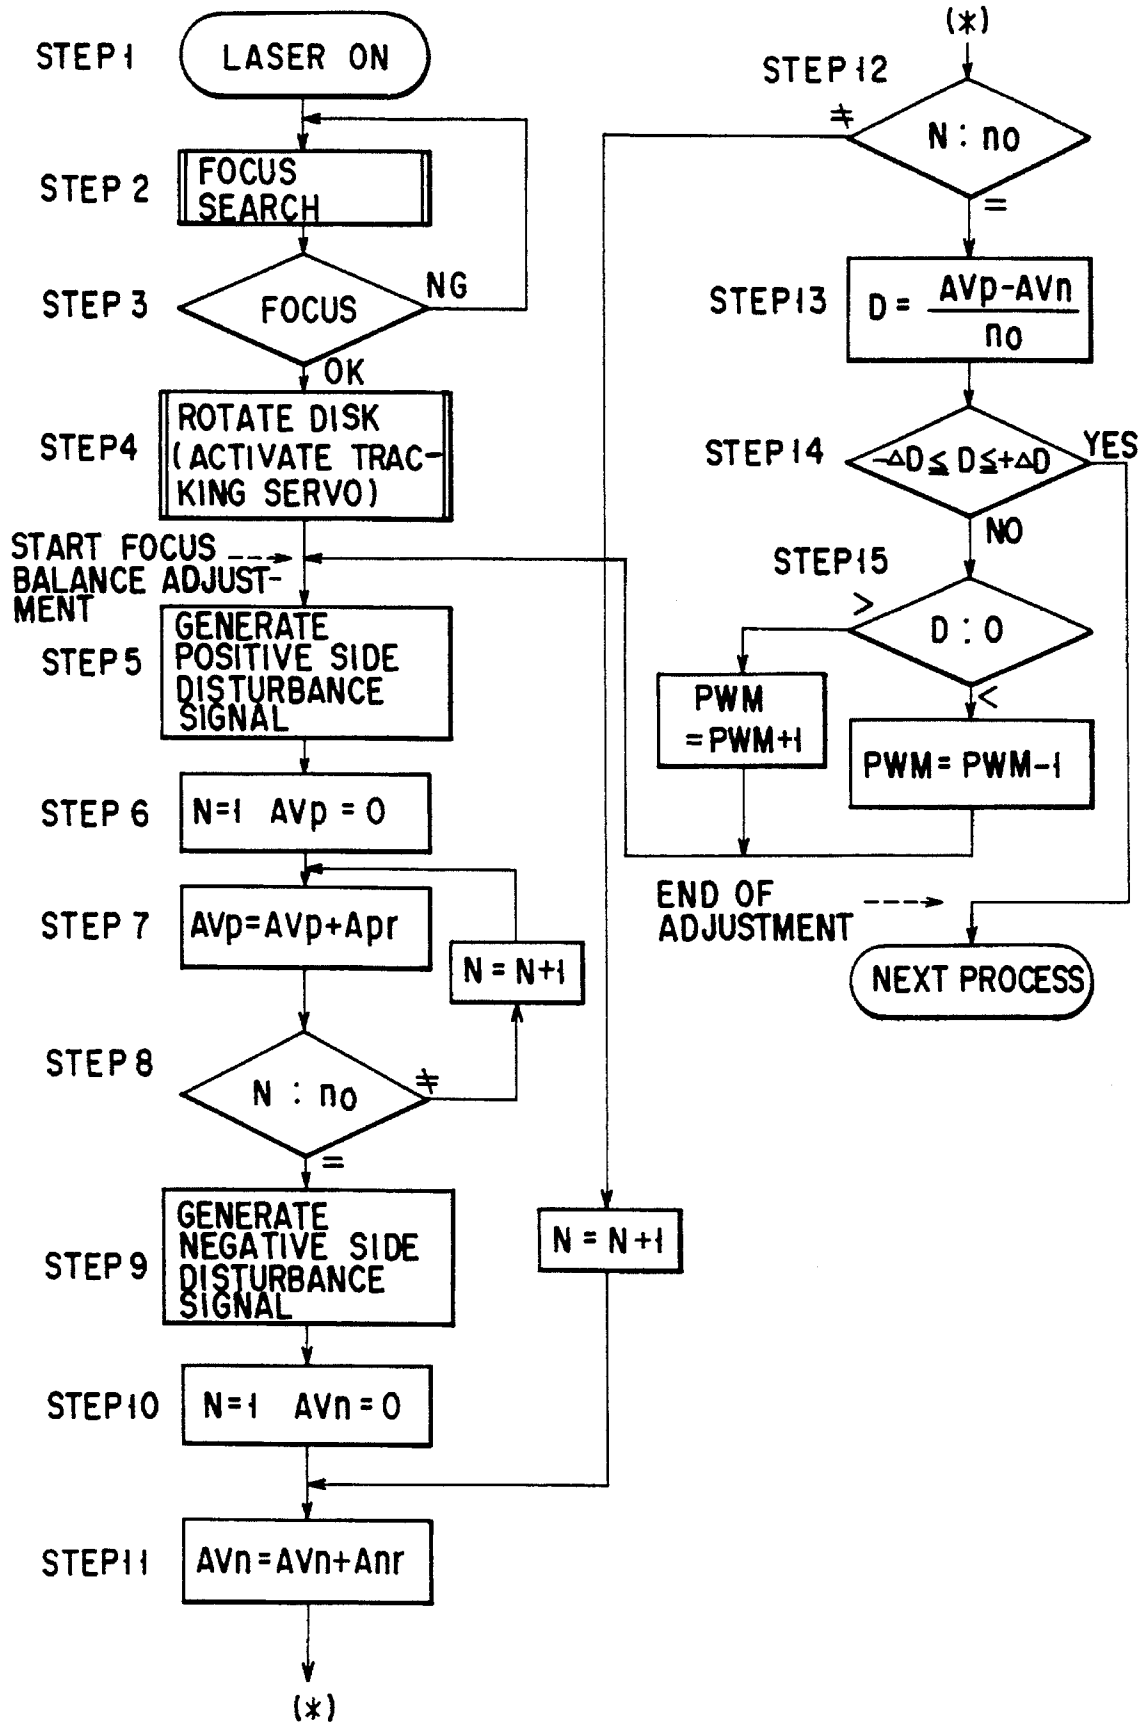 STEP 1
LASER ON
STEP 2
FOCUS
SEARCH
STEP 3
FOCUS
NG
OK
STEP4
ROTATE DISK
(ACTIVATE TRAC-
KING SERVO)
START FOCUS
BALANCE ADJUST-
MENT
STEP 5
GENERATE
POSITIVE SIDE
DISTURBANCE
SIGNAL
STEP 6
N=1 AVp = 0
STEP 7
AVp=AVp+Apr
N = N+1
STEP 8
N : no
≠
=
STEP 9
GENERATE
NEGATIVE SIDE
DISTURBANCE
SIGNAL
N = N+1
STEP10
N=1 AVn = 0
STEP11
AVn=AVn+Anr
(*)
(*)
STEP12
N : no
≠
=
STEP13
D = AVp-AVn
no
STEP14
-ΔD≦ D≦+ΔD
YES
NO
STEP15
D : 0
>
<
PWM
=PWM+1
PWM= PWM-1
END OF
ADJUSTMENT
NEXT PROCESS